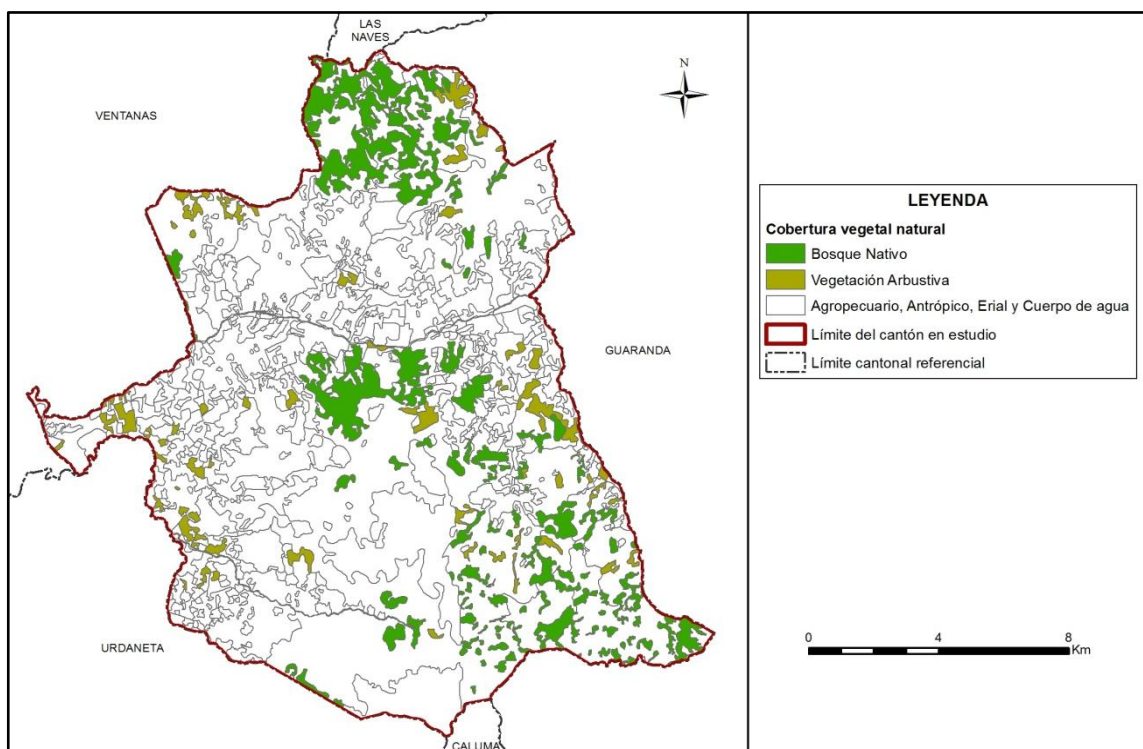 LAS
NAVES
N
VENTANAS
GUARANDA
URDANETA
CALUMA
LEYENDA
Cobertura vegetal natural
Bosque Nativo
Vegetación Arbustiva
Agropecuario, Antrópico, Erial y Cuerpo de agua
Límite del cantón en estudio
Límite cantonal referencial
0 4 8
Km